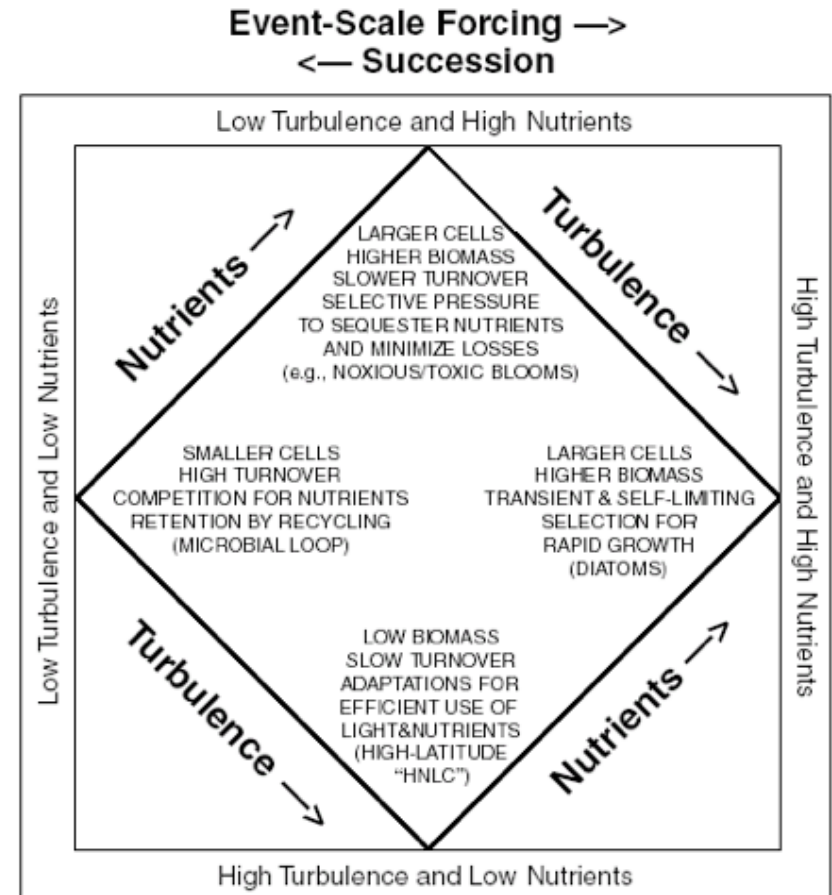 Event-Scale Forcing —>
<— Succession
Low Turbulence and High Nutrients
Nutrients —>
Turbulence —>
LARGER CELLS
HIGHER BIOMASS
SLOWER TURNOVER
SELECTIVE PRESSURE
TO SEQUESTER NUTRIENTS
AND MINIMIZE LOSSES
(e.g., NOXIOUS/TOXIC BLOOMS)
Low Turbulence and Low Nutrients
High Turbulence and High Nutrients
SMALLER CELLS
HIGH TURNOVER
COMPETITION FOR NUTRIENTS
RETENTION BY RECYCLING
(MICROBIAL LOOP)
LARGER CELLS
HIGHER BIOMASS
TRANSIENT & SELF-LIMITING
SELECTION FOR
RAPID GROWTH
(DIATOMS)
Turbulence —>
Nutrients —>
LOW BIOMASS
SLOW TURNOVER
ADAPTATIONS FOR
EFFICIENT USE OF
LIGHT&NUTRIENTS
(HIGH-LATITUDE
“HNLC”)
High Turbulence and Low Nutrients